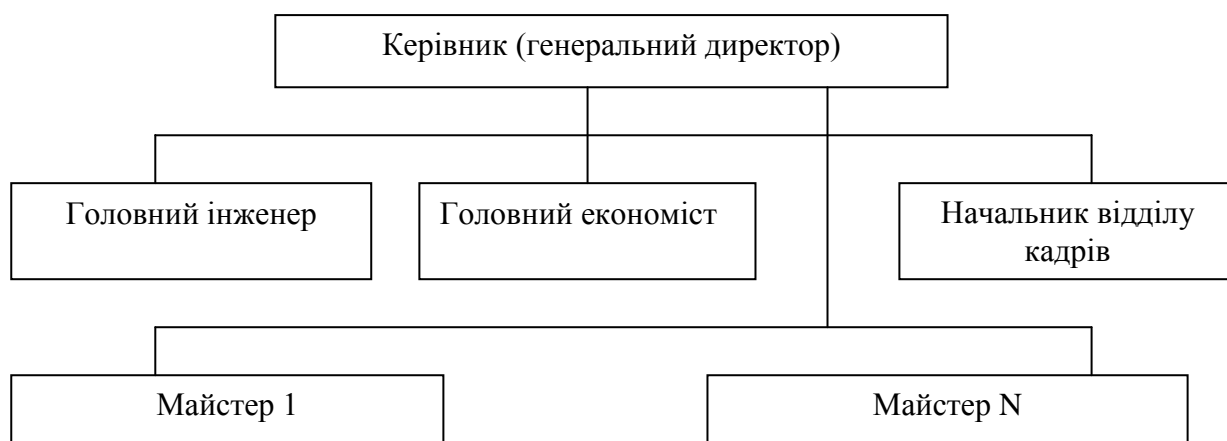 Керівник (генеральний директор)
Головний інженер
Головний економіст
Начальник відділу
кадрів
Майстер 1
Майстер N